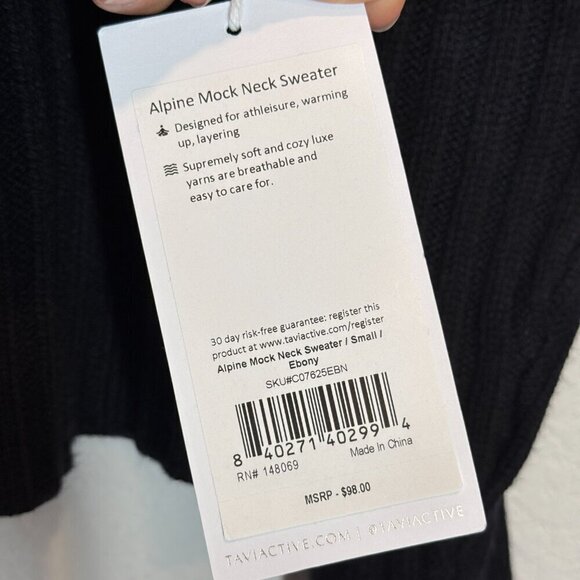 Alpine Mock Neck Sweater
Designed for athleisure, warming
up, layering
Supremely soft and cozy luxe
yarns are breathable and
easy to care for.
30 day risk-free guarantee: register this
product at www.taviactive.com/register
Alpine Mock Neck Sweater / Small /
Ebony
SKU#C07625EBN
8 40271 40299 4
RN# 148069 Made In China
MSRP - $98.00
TAVIACTIVE.COM | @TAVIACTIVE